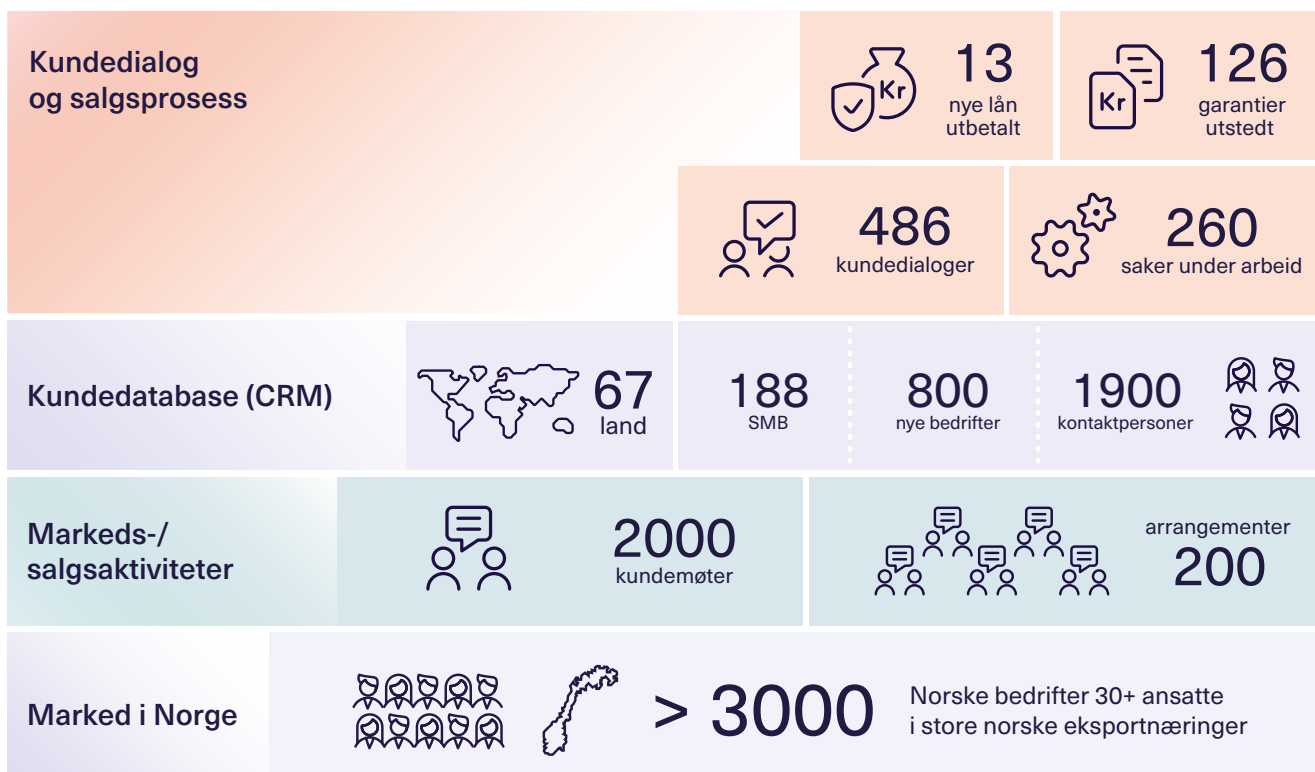 Kundedialog
og salgsprosess
Kr
13
nye lån
utbetalt
Kr
126
garantier
utstedt
486
kundedialoger
260
saker under arbeid
Kundedatabase (CRM)
67
land
188
SMB
800
nye bedrifter
1900
kontaktpersoner
Markeds-/
salgsaktiviteter
2000
kundemøter
arrangementer
200
Marked i Norge
> 3000
Norske bedrifter 30+ ansatte
i store norske eksportnæringer